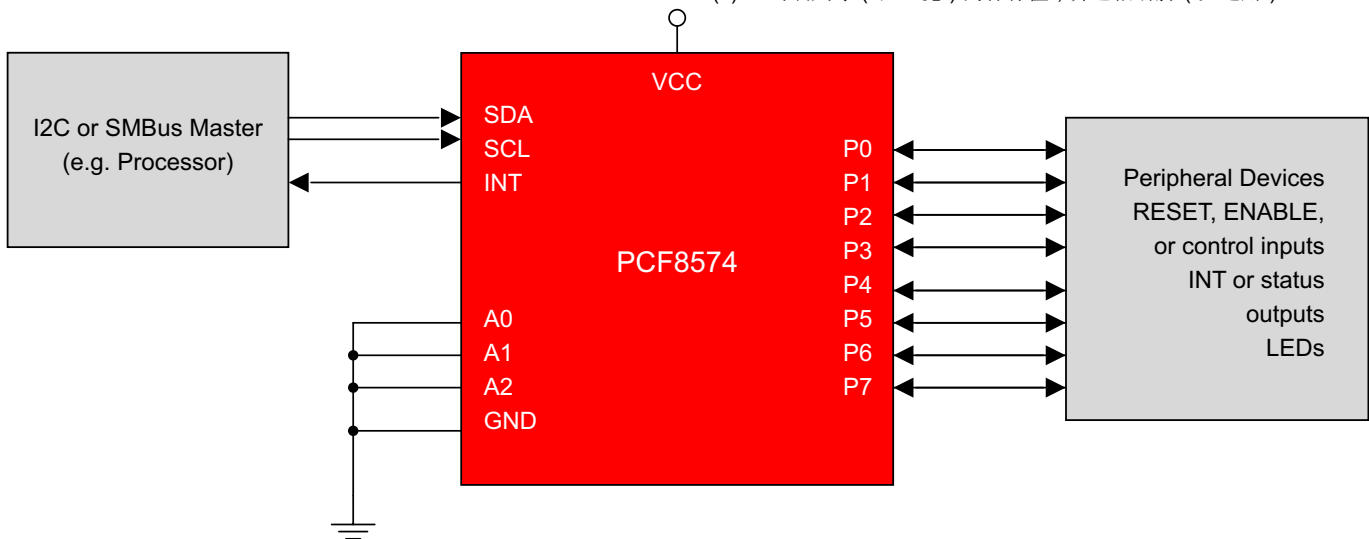 VCC
I2C or SMBus Master
(e.g. Processor)
SDA
SCL
INT
A0
A1
A2
GND
PCF8574
P0
P1
P2
P3
P4
P5
P6
P7
Peripheral Devices
RESET, ENABLE,
or control inputs
INT or status
outputs
LEDs